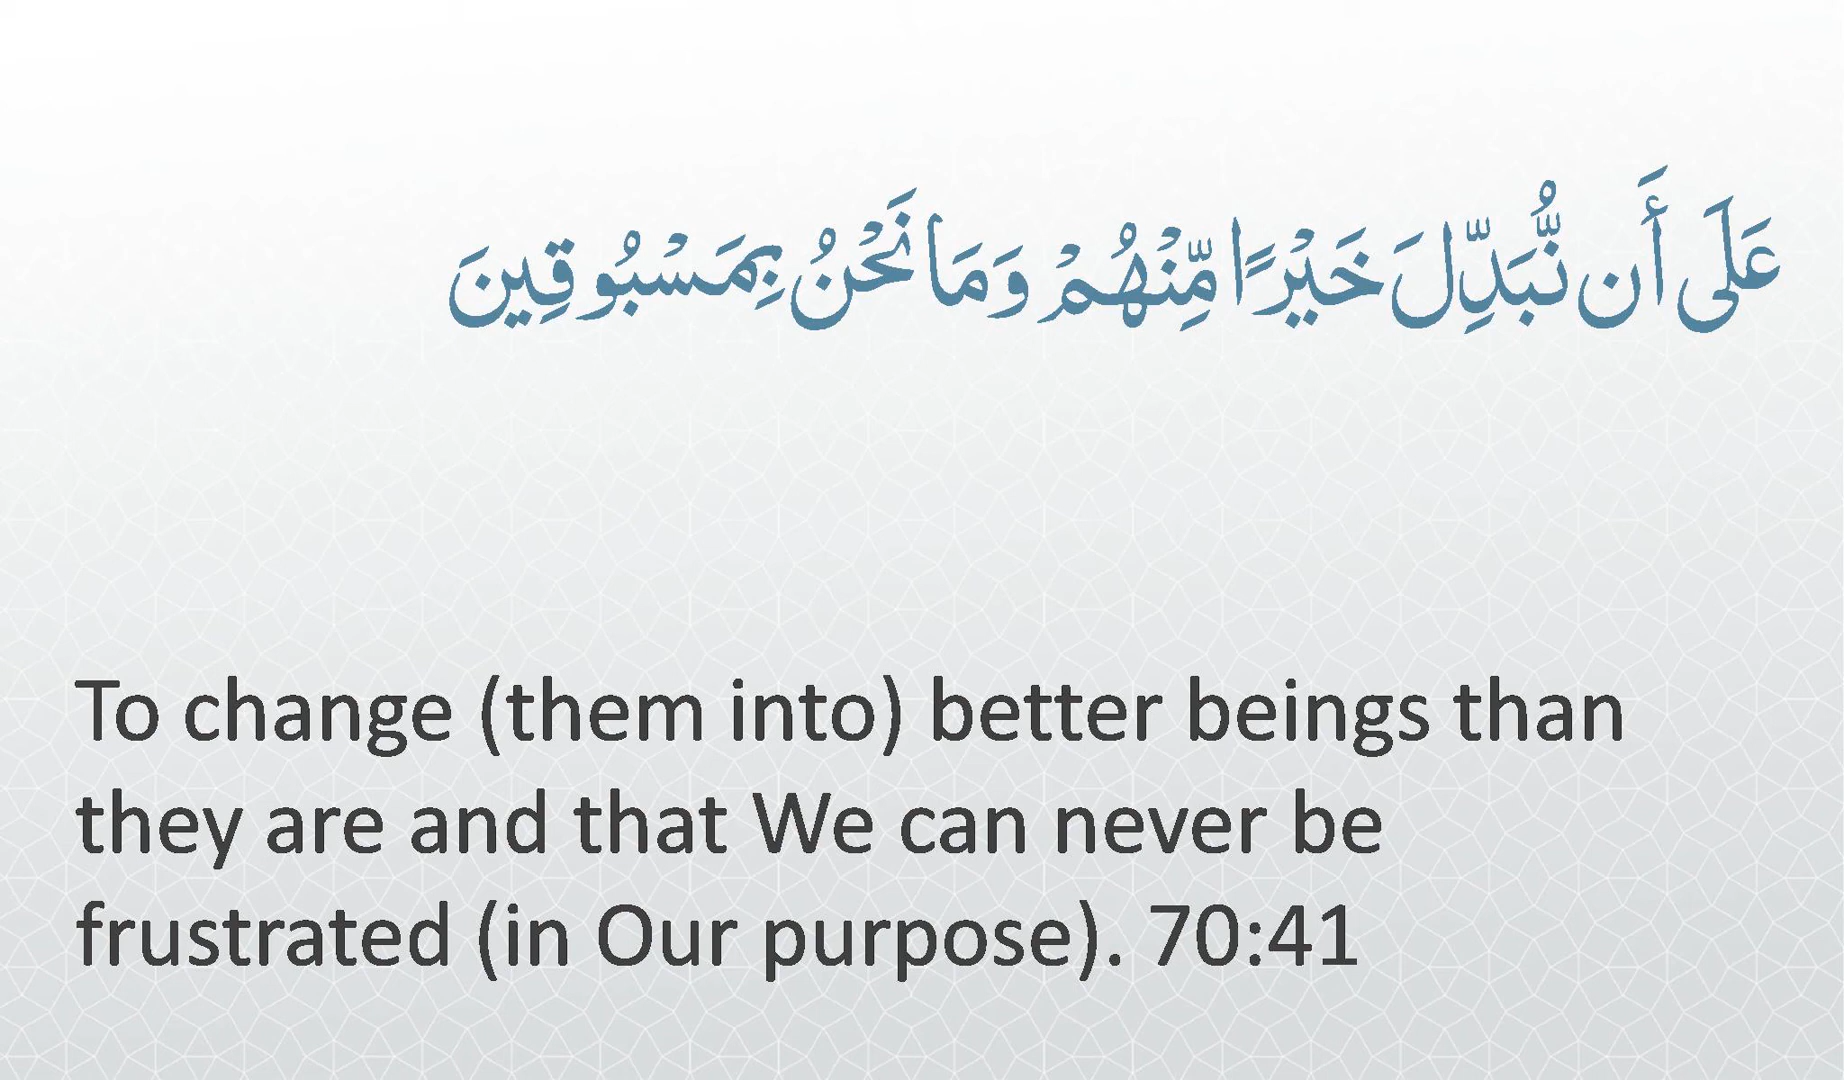 عَلَى أَن نُّبَدِّلَ خَيْرًا مِّنْهُمْ وَمَا نَحْنُ بِمَسْبُوقِينَ
To change (them into) better beings than
they are and that We can never be
frustrated (in Our purpose). 70:41